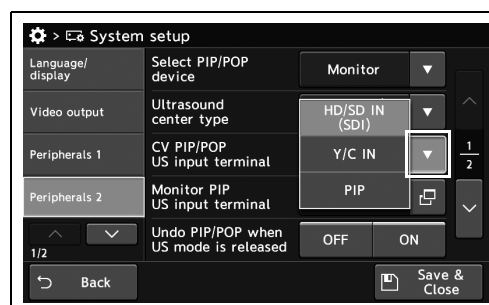 > System setup
Language/
display
Video output
Peripherals 1
Peripherals 2
1/2
Select PIP/POP
device
Monitor
Ultrasound
center type
HD/SD IN
(SDI)
CV PIP/POP
US input terminal
Y/C IN
Monitor PIP
US input terminal
PIP
Undo PIP/POP when
US mode is released
OFF
ON
1
2
Back
Save &
Close